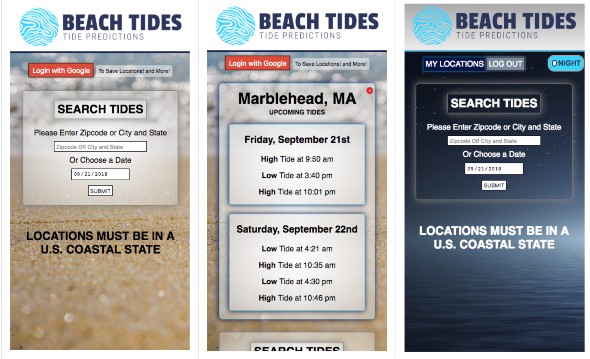 BEACH TIDES
TIDE PREDICTIONS
Login with Google To Save Locations! and More!
SEARCH TIDES
Please Enter Zipcode or City and State
Zipcode OR City and State
Or Choose a Date
09/21/2018
SUBMIT
LOCATIONS MUST BE IN A
U.S. COASTAL STATE
BEACH TIDES
TIDE PREDICTIONS
Login with Google To Save Locations! and More!
Marblehead, MA
UPCOMING TIDES
Friday, September 21st
High Tide at 9:50 am
Low Tide at 3:40 pm
High Tide at 10:01 pm
Saturday, September 22nd
Low Tide at 4:21 am
High Tide at 10:35 am
Low Tide at 4:30 pm
High Tide at 10:46 pm
SEARCH TIDES
BEACH TIDES
TIDE PREDICTIONS
MY LOCATIONS LOG OUT NIGHT
SEARCH TIDES
Please Enter Zipcode or City and State
Zipcode OR City and State
Or Choose a Date
09/21/2018
SUBMIT
LOCATIONS MUST BE IN A
U.S. COASTAL STATE